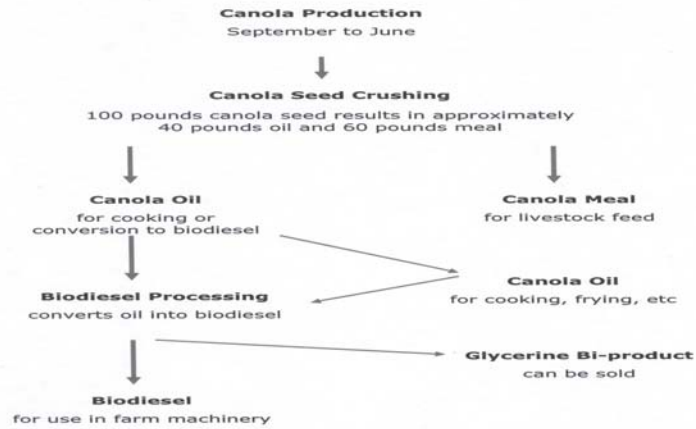 Canola Production
September to June
Canola Seed Crushing
100 pounds canola seed results in approximately
40 pounds oil and 60 pounds meal
Canola Oil
for cooking or
conversion to biodiesel
Canola Meal
for livestock feed
Canola Oil
for cooking, frying, etc
Biodiesel Processing
converts oil into biodiesel
Glycerine Bi-product
can be sold
Biodiesel
for use in farm machinery